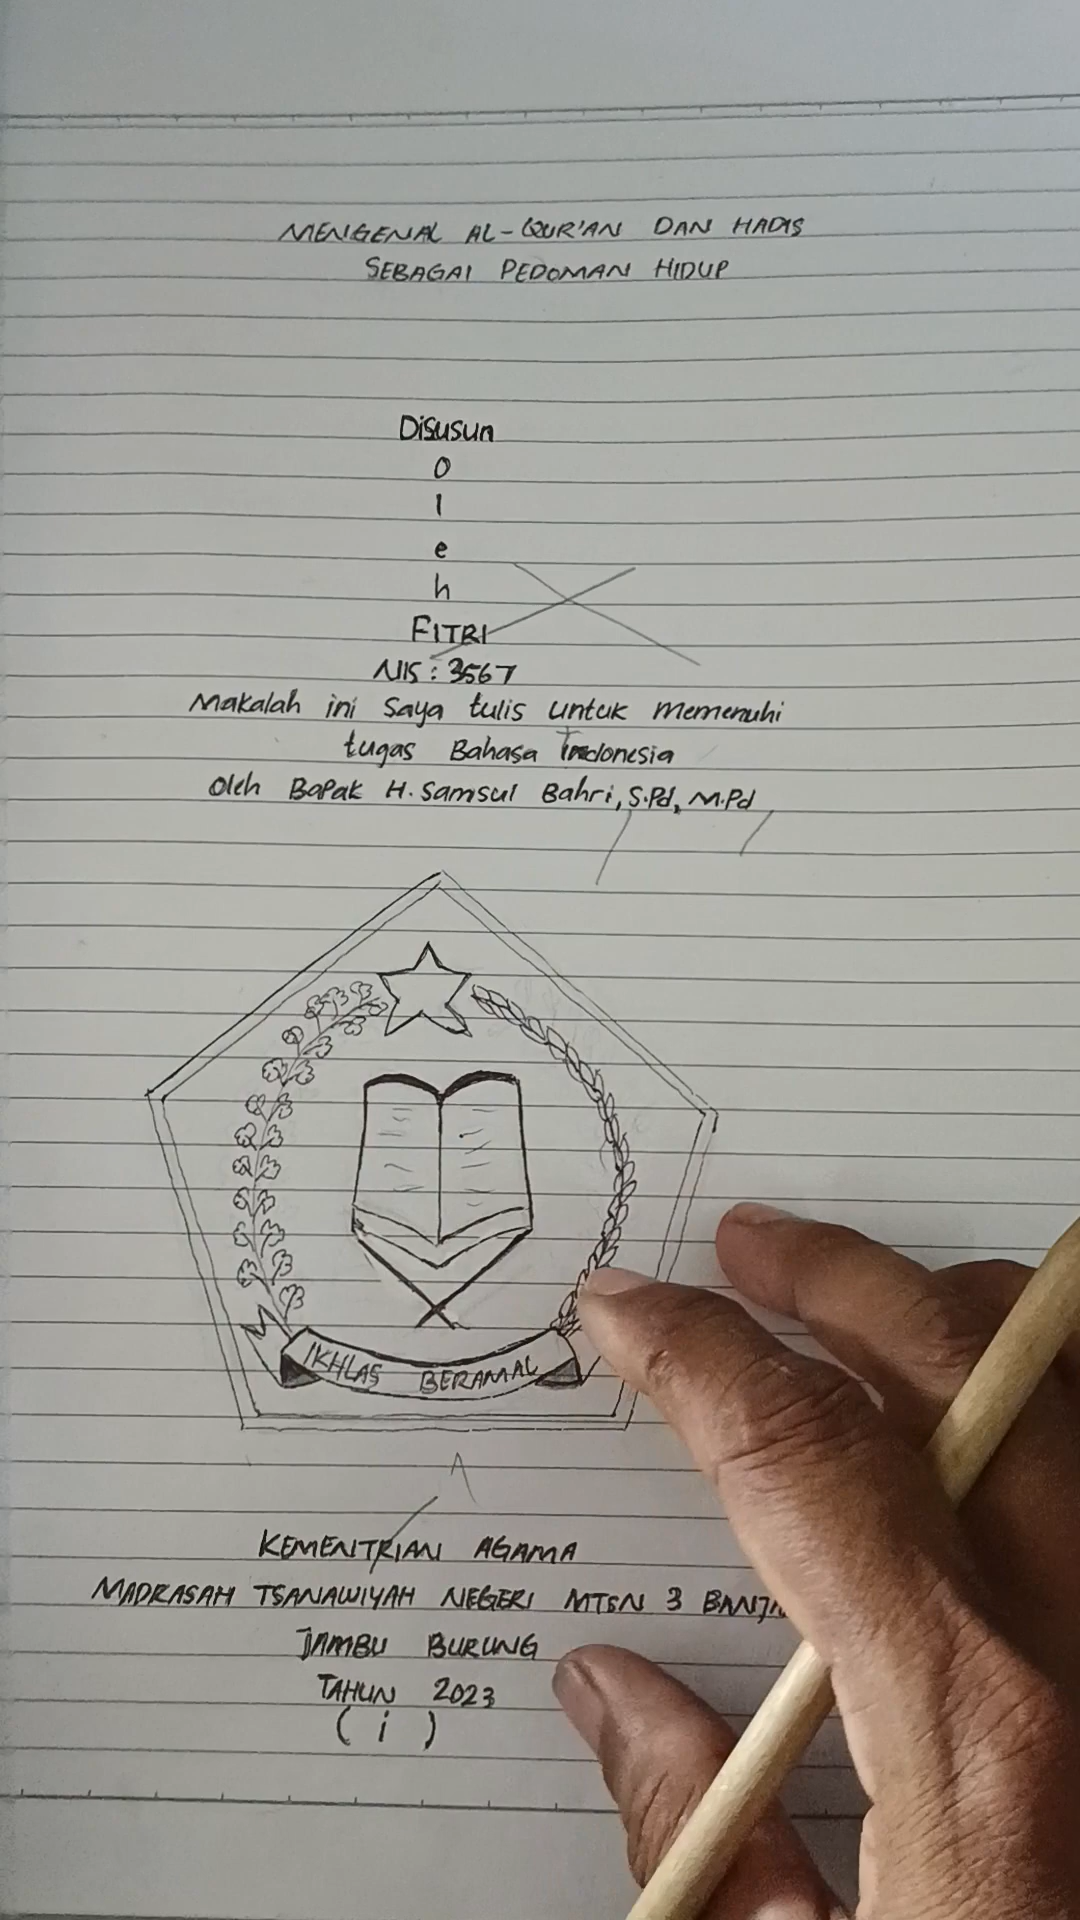 MENGENAL AL-QUR'AN DAN HADIS
SEBAGAI PEDOMAN HIDUP
Disusun
O
l
e
h
FITRI
NIS : 3567
Makalah ini saya tulis untuk memenuhi
tugas Bahasa Indonesia
Oleh Bapak H. Samsul Bahri, S.Pd, M.Pd
IKHLAS BERAMAL
KEMENTRIAN AGAMA
MADRASAH TSANAWIYAH NEGERI MTSN 3
JAMBU BURUNG
TAHUN 2023
( i )